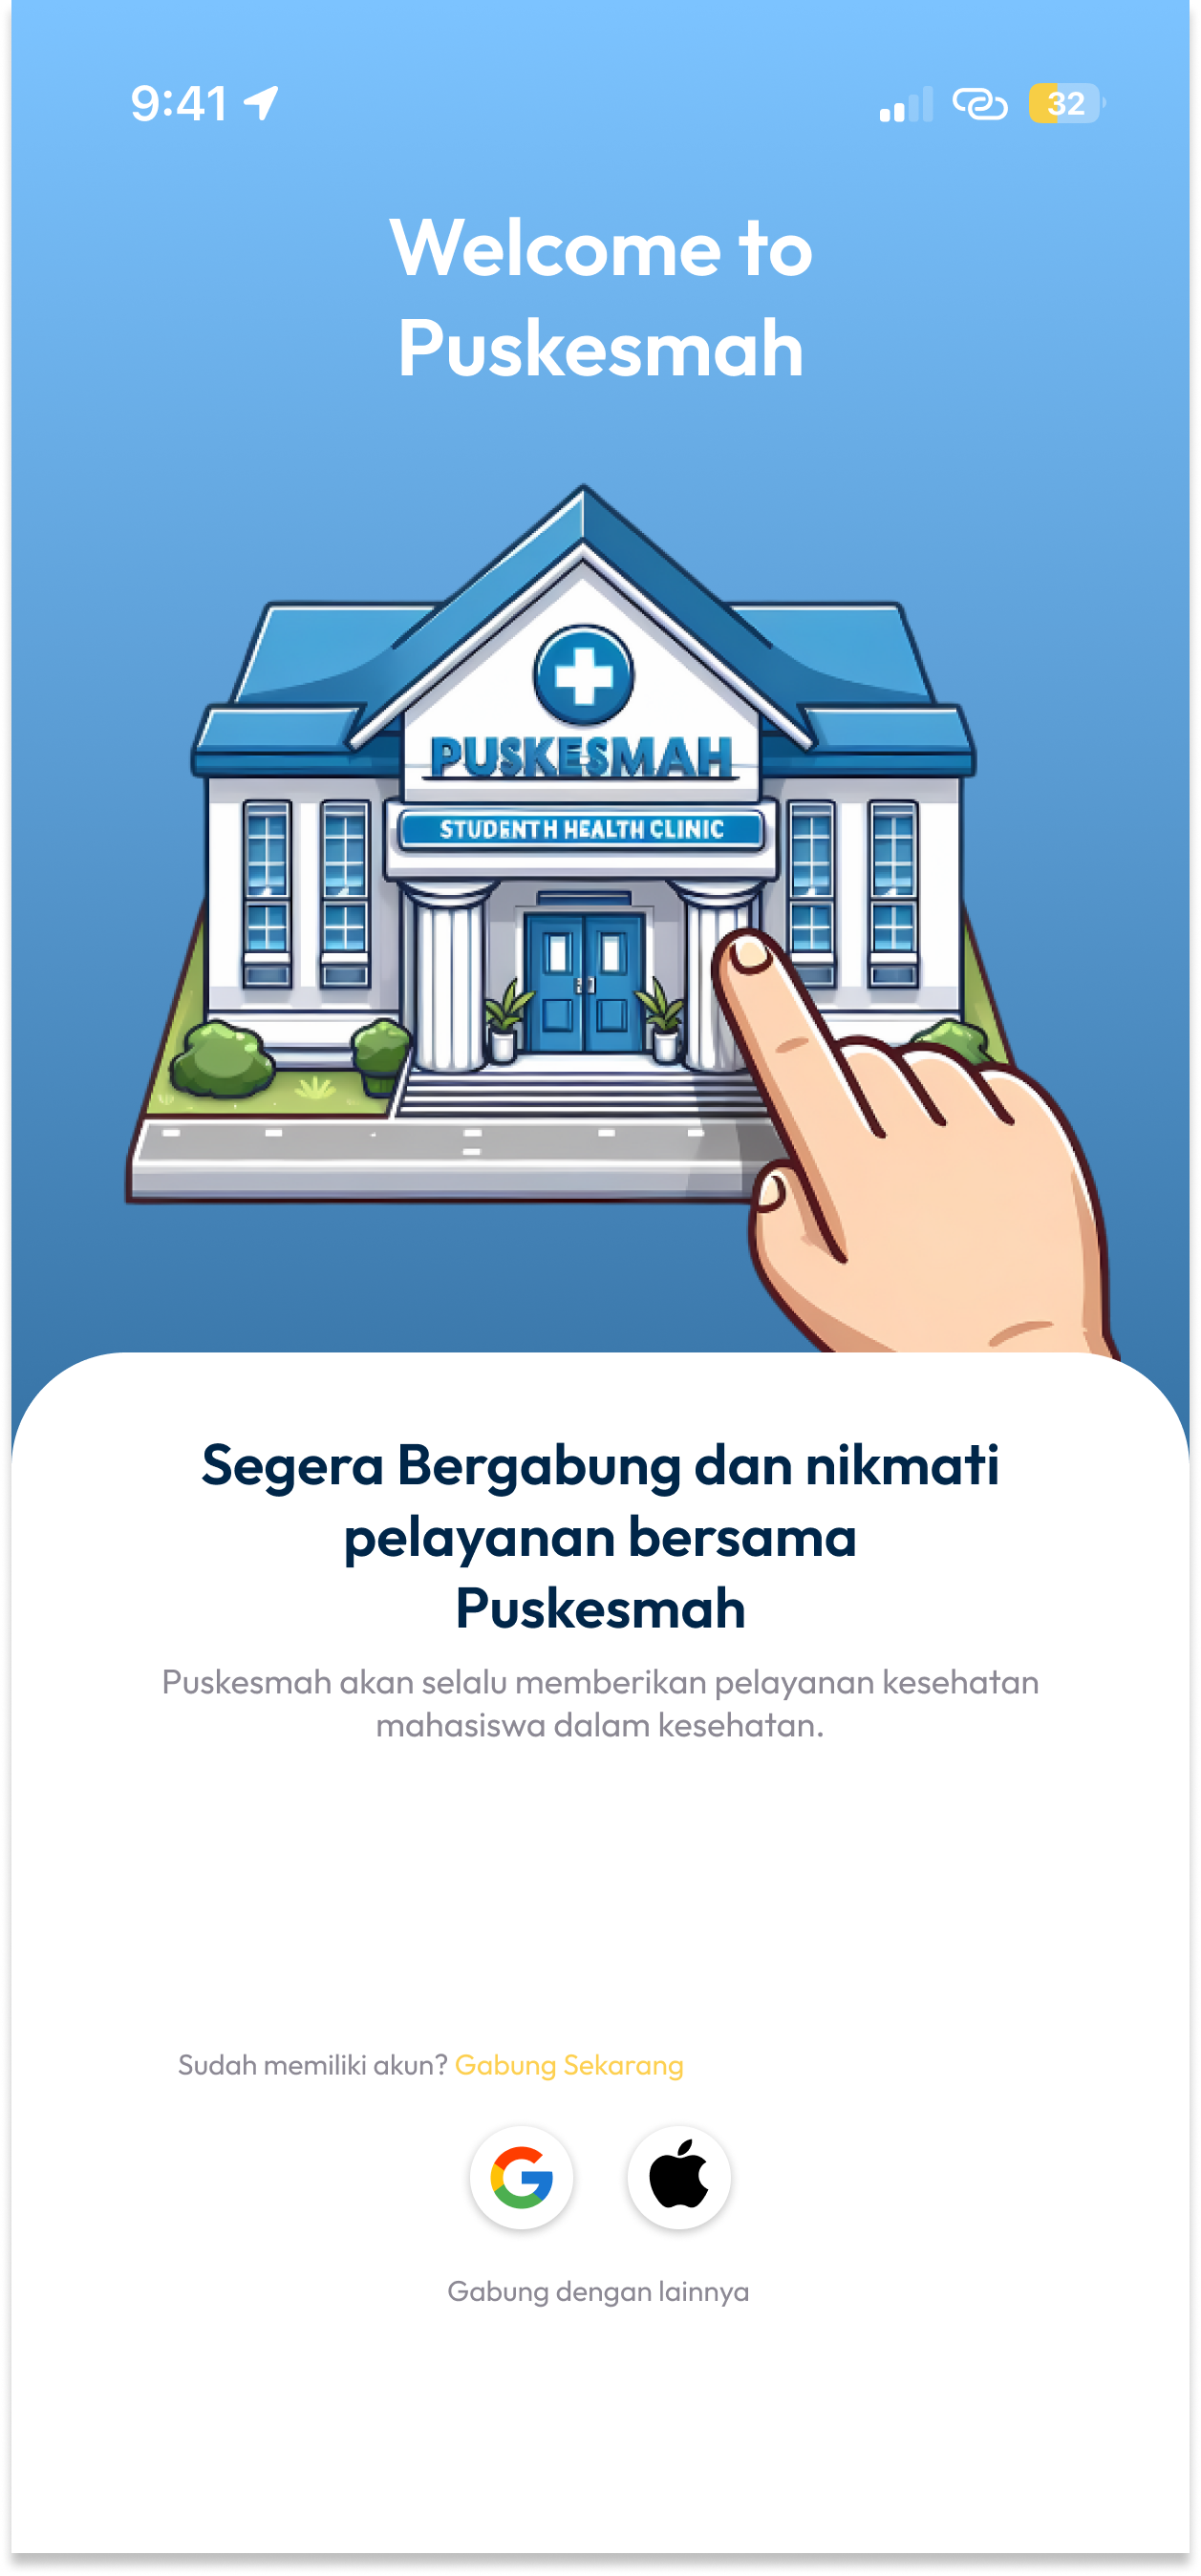 9:41
32
Welcome to
Puskesmah
PUSKESMAH
STUDENTH HEALTH CLINIC
Segera Bergabung dan nikmati
pelayanan bersama
Puskesmah
Puskesmah akan selalu memberikan pelayanan kesehatan
mahasiswa dalam kesehatan.
Sudah memiliki akun? Gabung Sekarang
Gabung dengan lainnya